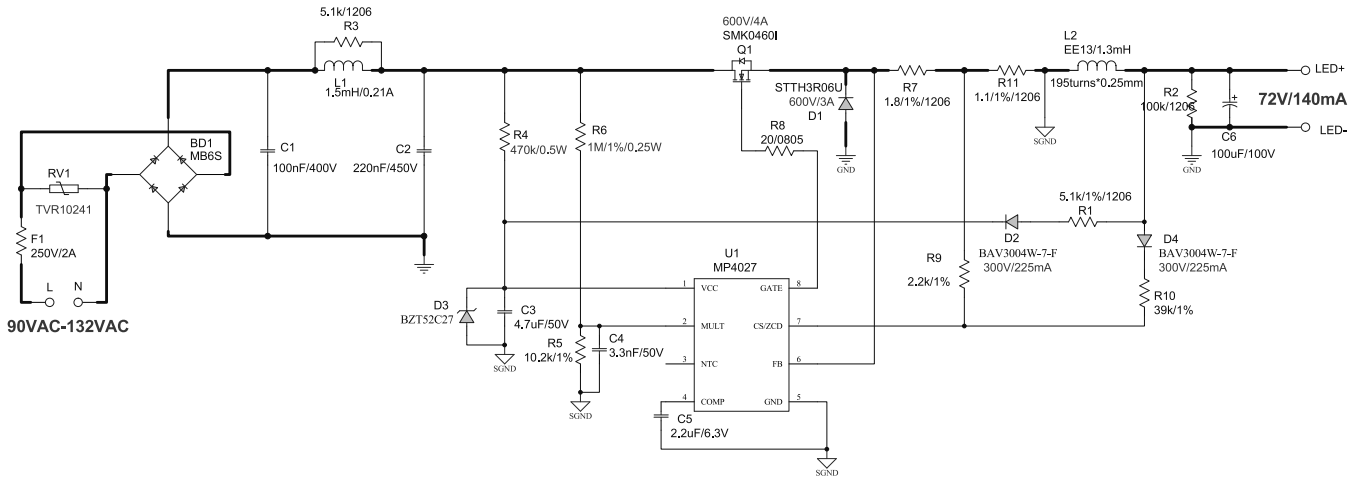 5.1k/1206
R3
L1
1.5mH/0.21A
600V/4A
SMK0460I
Q1
L2
EE13/1.3mH
195turns*0.25mm
LED+
STTH3R06U
600V/3A
D1
R7
1.8/1%/1206
R11
1.1/1%/1206
R2
100k/1206
72V/140mA
LED-
C6
100uF/100V
+
GND
SGND
GND
R4
470k/0.5W
R6
1M/1%/0.25W
R8
20/0805
BD1
MB6S
C1
100nF/400V
C2
220nF/450V
RV1
TVR10241
F1
250V/2A
L
N
90VAC-132VAC
5.1k/1%/1206
R1
D2
BAV3004W-7-F
300V/225mA
D4
BAV3004W-7-F
300V/225mA
R9
2.2k/1%
R10
39k/1%
U1
MP4027
1
VCC
GATE
8
2
MULT
CS/ZCD
7
3
NTC
FB
6
4
COMP
GND
5
D3
BZT52C27
C3
4.7uF/50V
SGND
R5
10.2k/1%
C4
3.3nF/50V
SGND
C5
2.2uF/6.3V
SGND